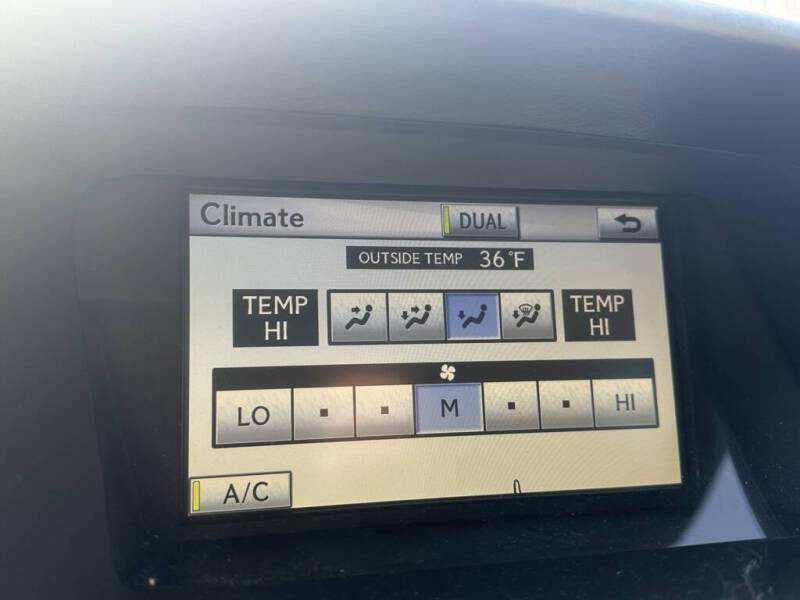 Climate
DUAL
OUTSIDE TEMP 36°F
TEMP
HI
TEMP
HI
LO
M
HI
A/C